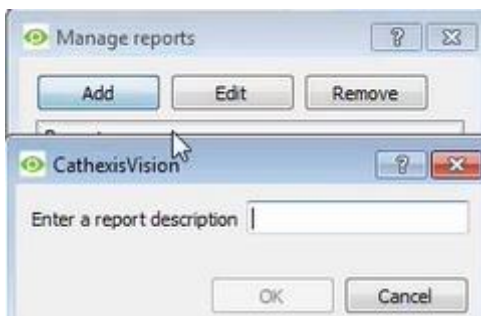 Manage reports
Add Edit Remove
CathexisVision
Enter a report description
OK Cancel